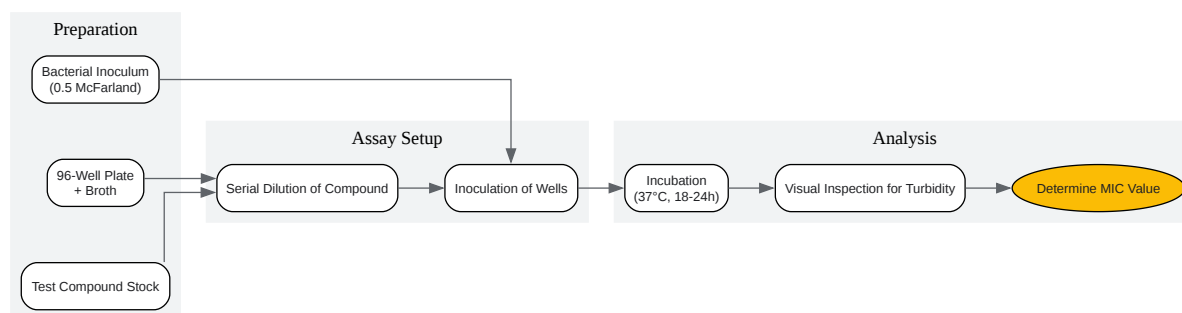 Preparation
Bacterial Inoculum
(0.5 McFarland)
96-Well Plate
+ Broth
Test Compound Stock
Assay Setup
Serial Dilution of Compound
Inoculation of Wells
Analysis
Incubation
(37°C, 18-24h)
Visual Inspection for Turbidity
Determine MIC Value